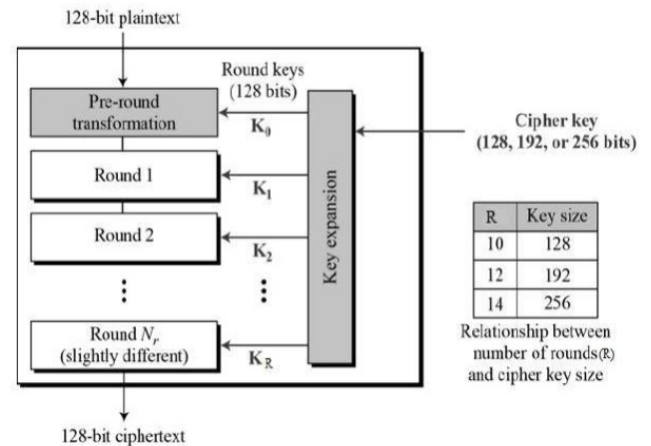 128-bit plaintext
Round keys
(128 bits)
Pre-round
transformation
K₀
Cipher key
(128, 192, or 256 bits)
Round 1
K₁
Round 2
K₂
Key expansion
⋮
⋮
Round Nᵣ
(slightly different)
K_R
128-bit ciphertext
R Key size
10 128
12 192
14 256
Relationship between
number of rounds(R)
and cipher key size